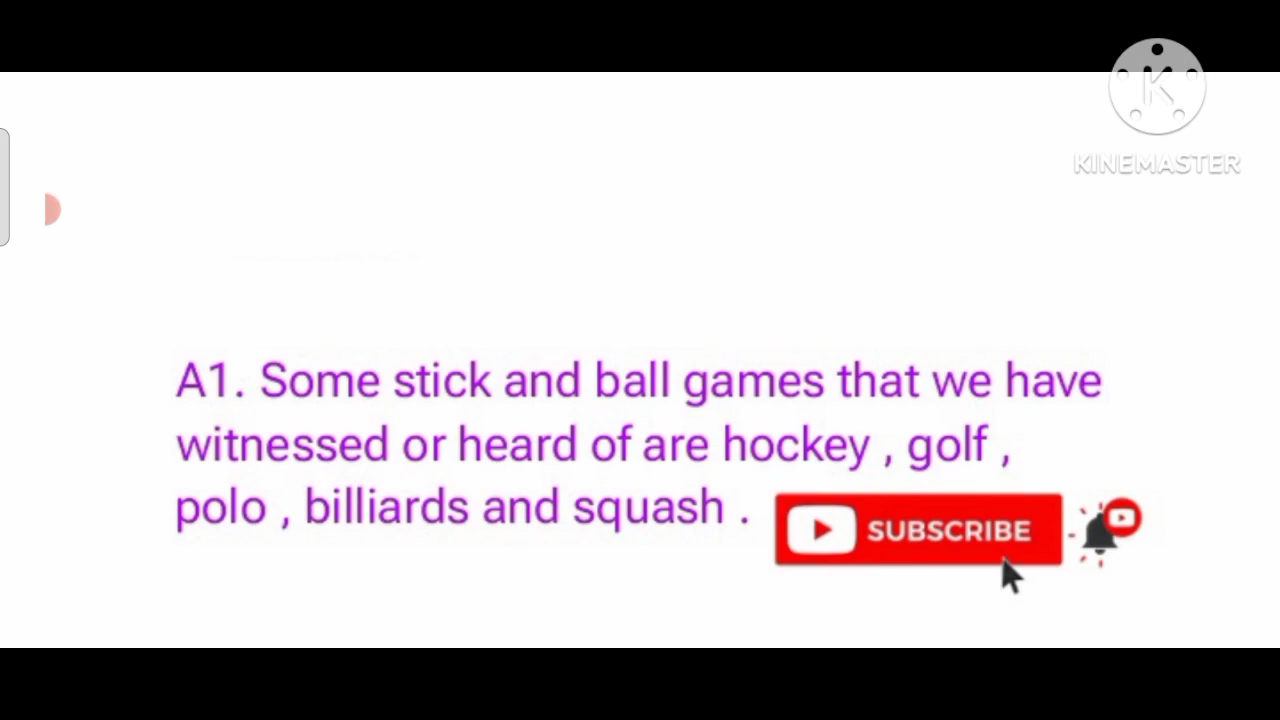 K
KINEMASTER
A1. Some stick and ball games that we have
witnessed or heard of are hockey , golf ,
polo , billiards and squash .
SUBSCRIBE